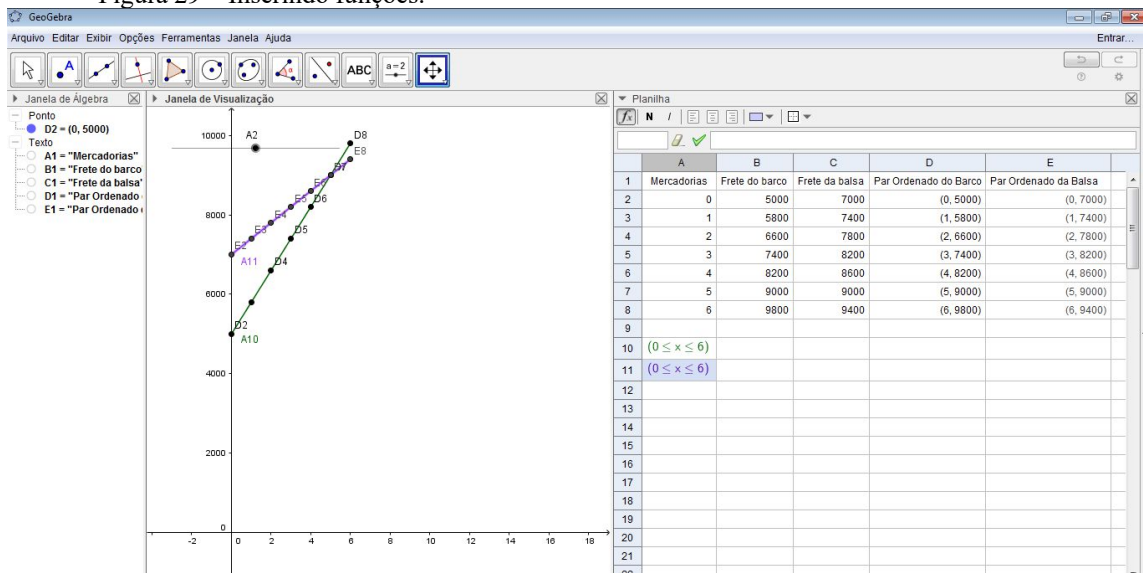 Figura 29 – Inserindo funções.
GeoGebra
Arquivo Editar Exibir Opções Ferramentas Janela Ajuda Entrar...
ABC a=2
Janela de Álgebra
Ponto
D2 = (0, 5000)
Texto
A1 = "Mercadorias"
B1 = "Frete do barco
C1 = "Frete da balsa"
D1 = "Par Ordenado
E1 = "Par Ordenado
Janela de Visualização
A2
10000
8000
6000
4000
2000
0
-2 0 2 4 6 8 10 12 14 16 18
D8
E8
D7
E6
D6
E5
E4
D5
E3
E2
A11
D4
D2
A10
Planilha
fx N I
A B C D E
1 Mercadorias Frete do barco Frete da balsa Par Ordenado do Barco Par Ordenado da Balsa
2 0 5000 7000 (0, 5000) (0, 7000)
3 1 5800 7400 (1, 5800) (1, 7400)
4 2 6600 7800 (2, 6600) (2, 7800)
5 3 7400 8200 (3, 7400) (3, 8200)
6 4 8200 8600 (4, 8200) (4, 8600)
7 5 9000 9000 (5, 9000) (5, 9000)
8 6 9800 9400 (6, 9800) (6, 9400)
9
10 (0 ≤ x ≤ 6)
11 (0 ≤ x ≤ 6)
12
13
14
15
16
17
18
19
20
21